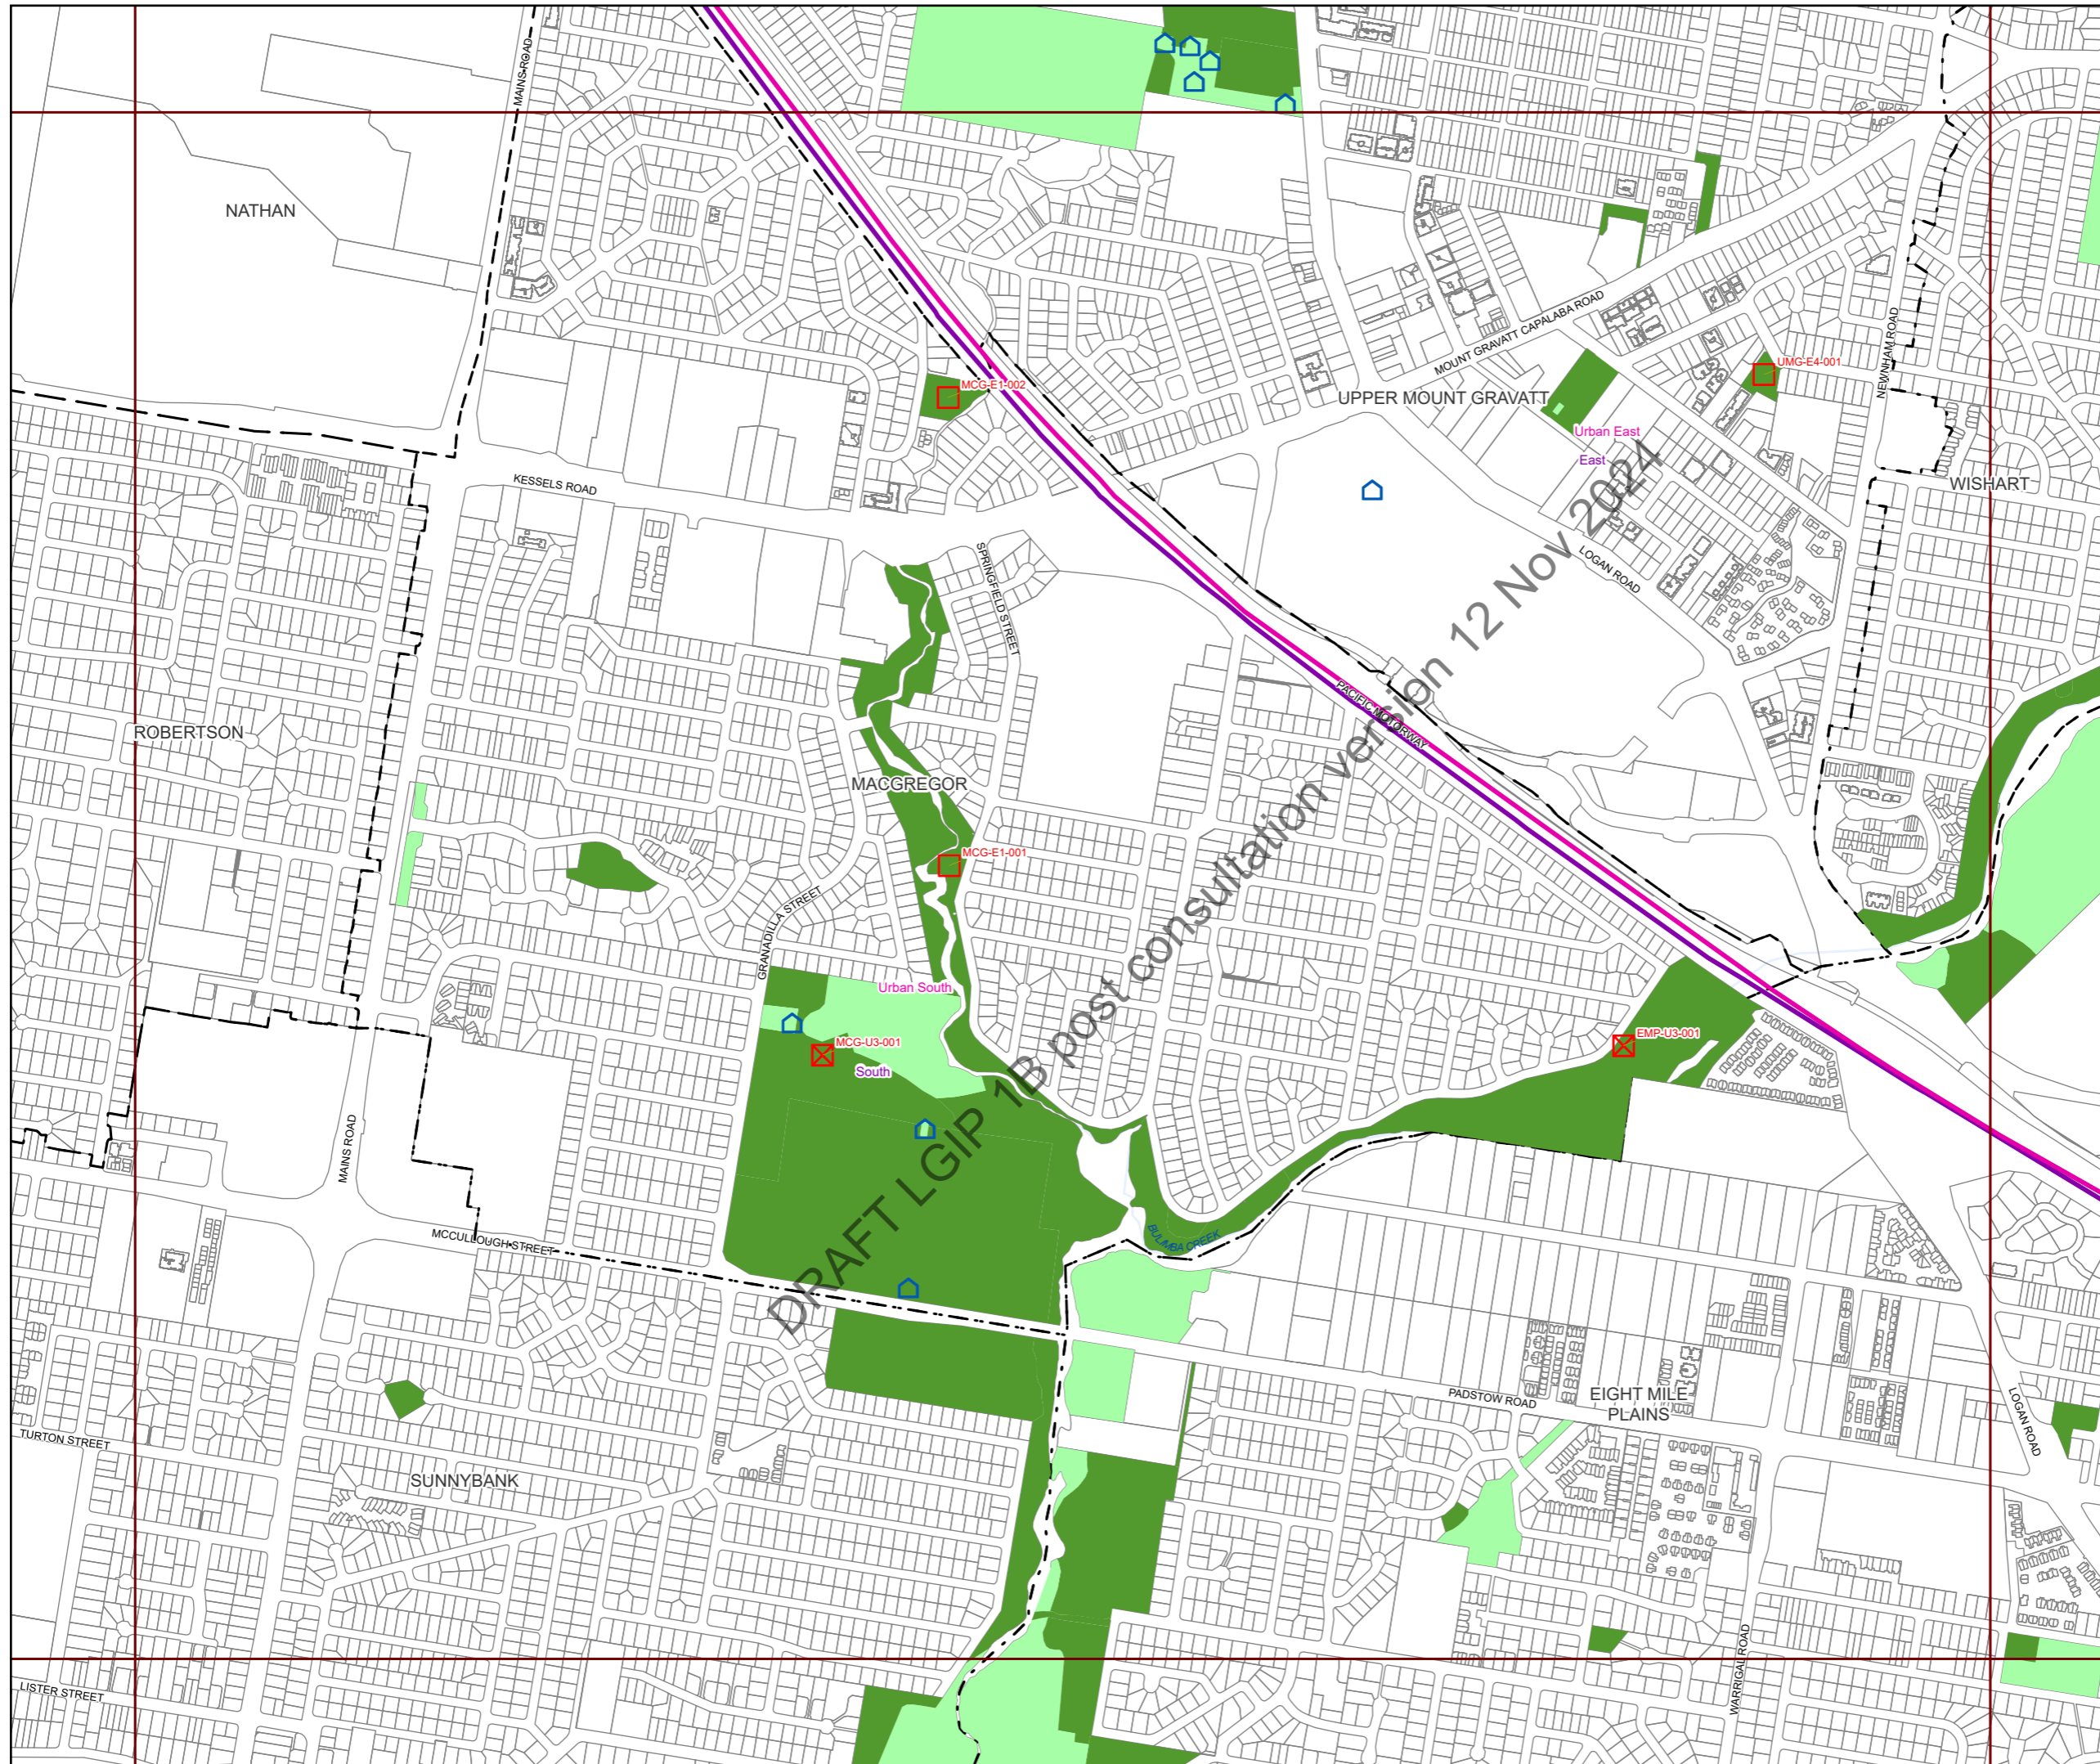 MAINS ROAD
NATHAN
MOUNT GRAVATT CAPALABA ROAD
NEWNHAM ROAD
UMG-E4-001
MCG-E1-002
UPPER MOUNT GRAVATT
Urban East
East
WISHART
KESSELS ROAD
SPRINGFIELD STREET
LOGAN ROAD
PACIFIC MOTORWAY
ROBERTSON
MACGREGOR
MCG-E1-001
GRANADILLA STREET
Urban South
MCG-U3-001
South
EMP-U3-001
DRAFT LGIP 1B post consultation version 12 Nov 2024
MAINS ROAD
MCCULLOUGH STREET
BULIMBA CREEK
PADSTOW ROAD
EIGHT MILE
PLAINS
LOGAN ROAD
TURTON STREET
SUNNYBANK
WARRIGAL ROAD
LISTER STREET